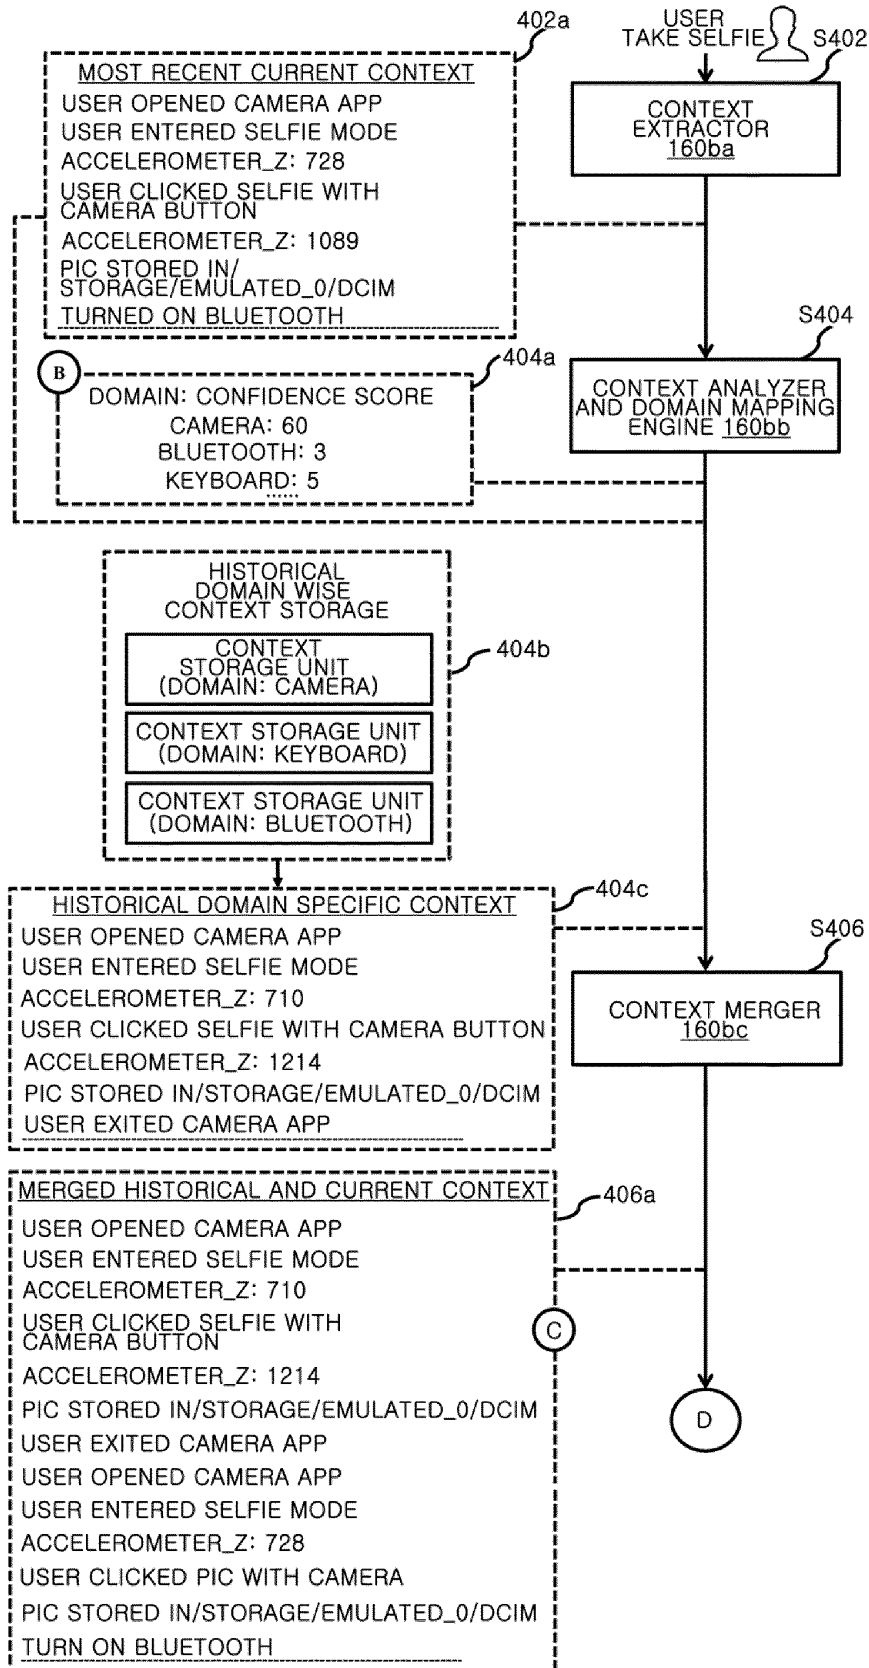 402a
USER
TAKE SELFIE
S402
MOST RECENT CURRENT CONTEXT
USER OPENED CAMERA APP
USER ENTERED SELFIE MODE
ACCELEROMETER_Z: 728
USER CLICKED SELFIE WITH
CAMERA BUTTON
ACCELEROMETER_Z: 1089
PIC STORED IN/
STORAGE/EMULATED_0/DCIM
TURNED ON BLUETOOTH
CONTEXT
EXTRACTOR
160ba
S404
404a
B
DOMAIN: CONFIDENCE SCORE
CAMERA: 60
BLUETOOTH: 3
KEYBOARD: 5
CONTEXT ANALYZER
AND DOMAIN MAPPING
ENGINE 160bb
HISTORICAL
DOMAIN WISE
CONTEXT STORAGE
CONTEXT
STORAGE UNIT
(DOMAIN: CAMERA)
404b
CONTEXT STORAGE UNIT
(DOMAIN: KEYBOARD)
CONTEXT STORAGE UNIT
(DOMAIN: BLUETOOTH)
404c
HISTORICAL DOMAIN SPECIFIC CONTEXT
USER OPENED CAMERA APP
USER ENTERED SELFIE MODE
ACCELEROMETER_Z: 710
USER CLICKED SELFIE WITH CAMERA BUTTON
ACCELEROMETER_Z: 1214
PIC STORED IN/STORAGE/EMULATED_0/DCIM
USER EXITED CAMERA APP
S406
CONTEXT MERGER
160bc
MERGED HISTORICAL AND CURRENT CONTEXT
406a
USER OPENED CAMERA APP
USER ENTERED SELFIE MODE
ACCELEROMETER_Z: 710
USER CLICKED SELFIE WITH
CAMERA BUTTON
C
ACCELEROMETER_Z: 1214
PIC STORED IN/STORAGE/EMULATED_0/DCIM
USER EXITED CAMERA APP
USER OPENED CAMERA APP
USER ENTERED SELFIE MODE
ACCELEROMETER_Z: 728
USER CLICKED PIC WITH CAMERA
PIC STORED IN/STORAGE/EMULATED_0/DCIM
TURN ON BLUETOOTH
D